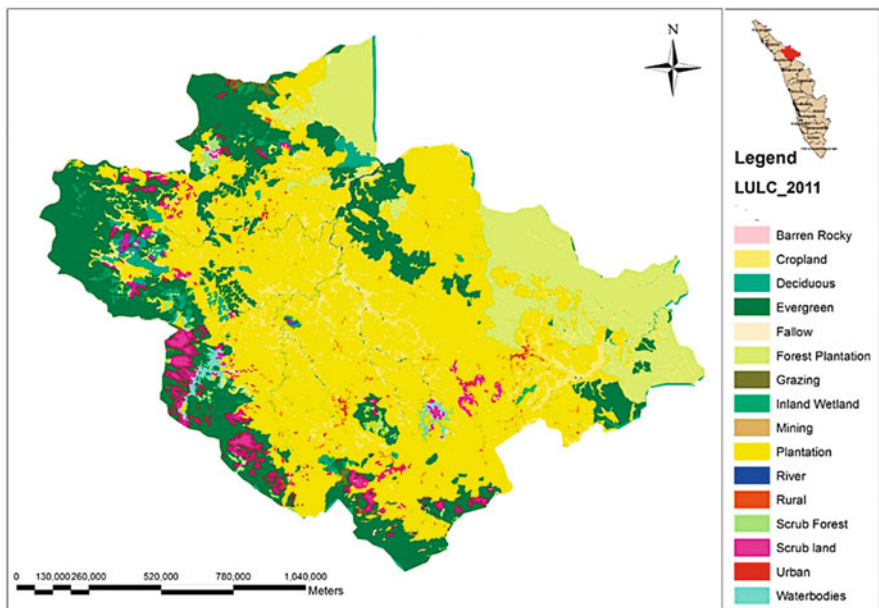 N
Legend
LULC_2011
Barren Rocky
Cropland
Deciduous
Evergreen
Fallow
Forest Plantation
Grazing
Inland Wetland
Mining
Plantation
River
Rural
Scrub Forest
Scrub land
Urban
Waterbodies
0 130,000 260,000 520,000 780,000 1,040,000
Meters